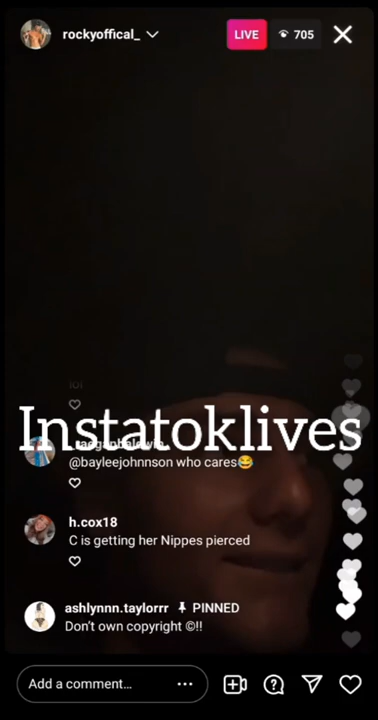 rockyoffical_
LIVE
705
lol
Instatoklives
@bayleejohnnson who cares😂
h.cox18
C is getting her Nippes pierced
ashlynnn.taylorrr PINNED
Don't own copyright ©!!
Add a comment...